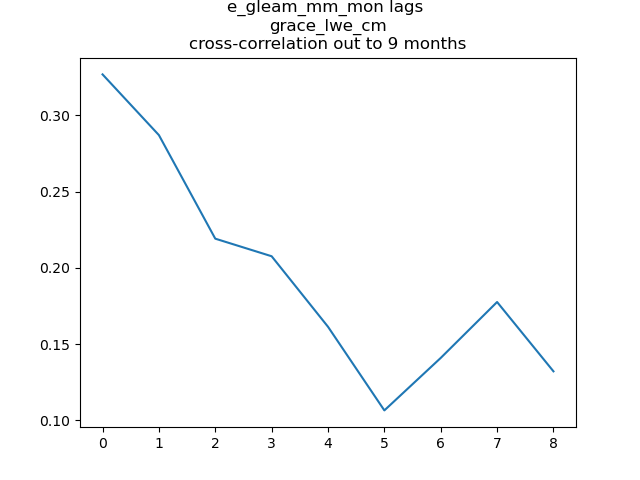 e_gleam_mm_mon lags
grace_lwe_cm
cross-correlation out to 9 months
0.30
0.25
0.20
0.15
0.10
0 1 2 3 4 5 6 7 8